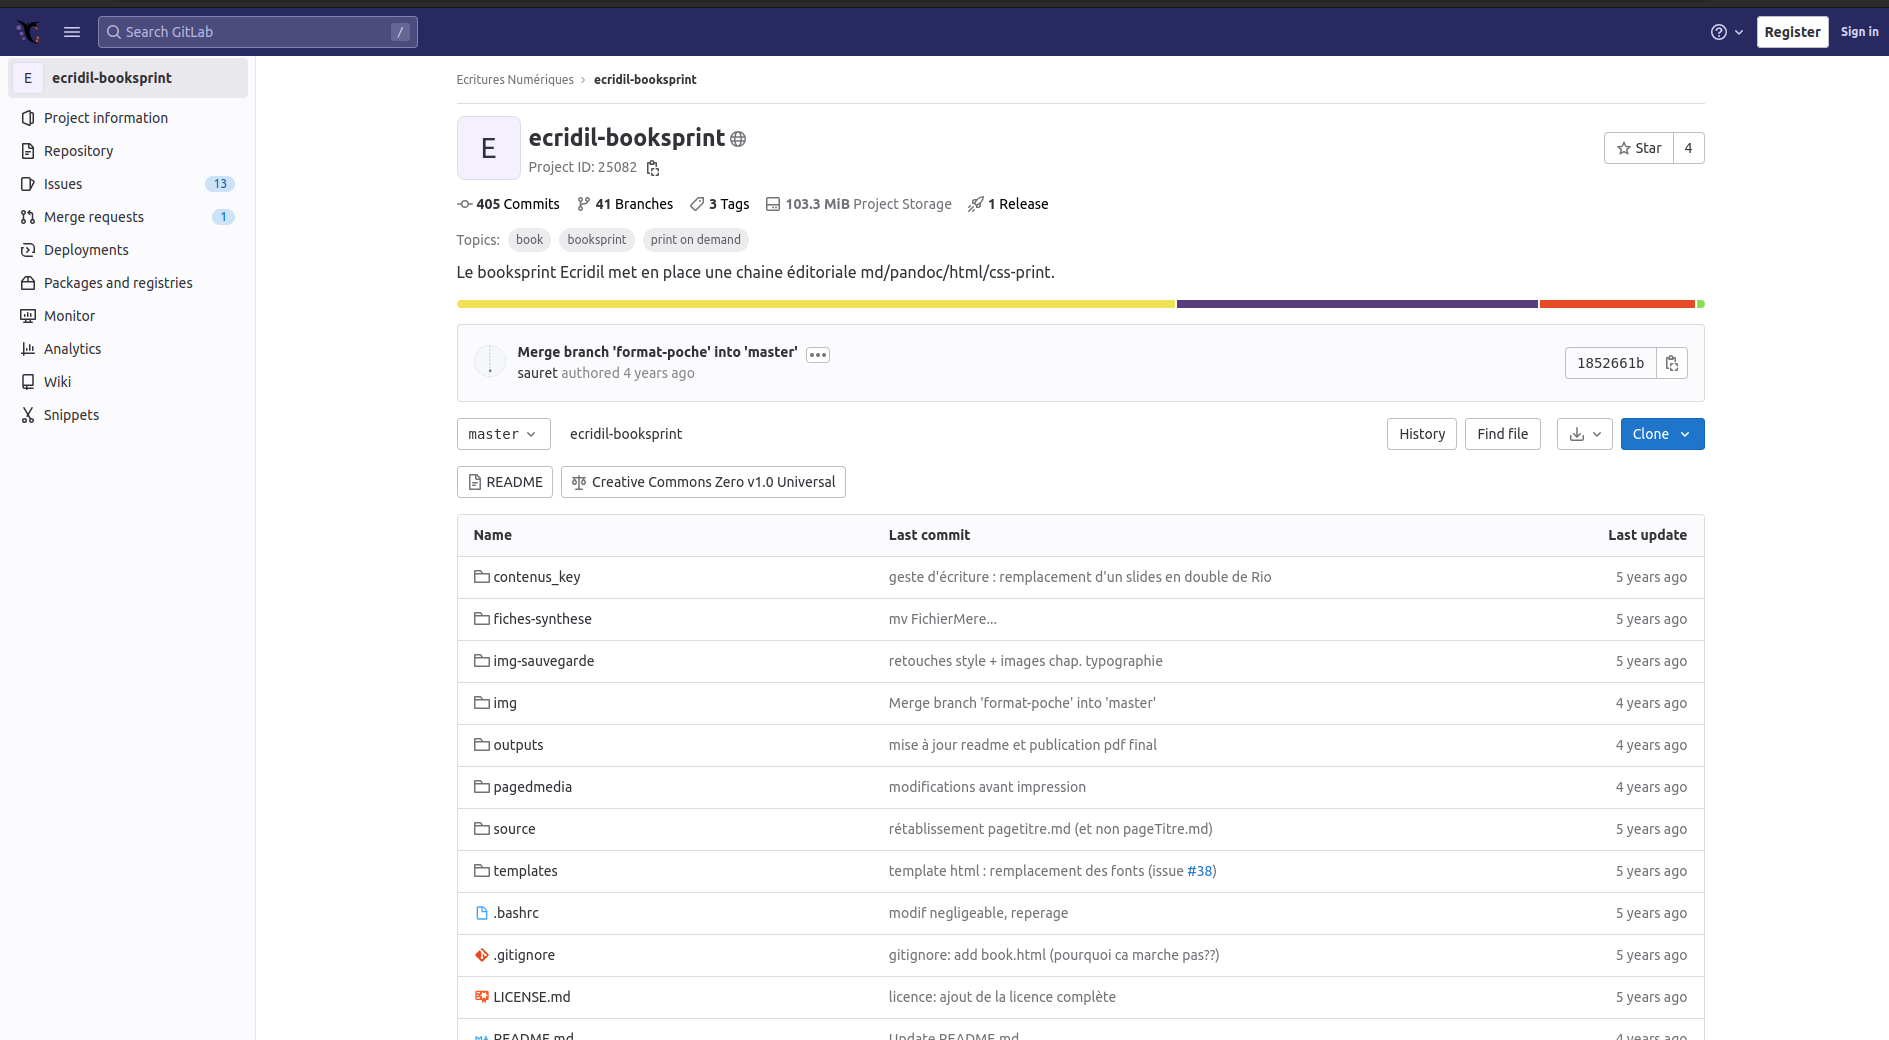 Search GitLab
/
Register
Sign in
E
ecridil-booksprint
Project information
Repository
Issues
13
Merge requests
1
Deployments
Packages and registries
Monitor
Analytics
Wiki
Snippets
Ecritures Numériques › ecridil-booksprint
E
ecridil-booksprint
Project ID: 25082
Star
4
405 Commits
41 Branches
3 Tags
103.3 MiB Project Storage
1 Release
Topics:
book
booksprint
print on demand
Le booksprint Ecridil met en place une chaine éditoriale md/pandoc/html/css-print.
Merge branch 'format-poche' into 'master'
sauret authored 4 years ago
1852661b
master
ecridil-booksprint
History
Find file
Clone
README
Creative Commons Zero v1.0 Universal
Name Last commit Last update
contenus_key geste d'écriture : remplacement d'un slides en double de Rio 5 years ago
fiches-synthese mv FichierMere... 5 years ago
img-sauvegarde retouches style + images chap. typographie 5 years ago
img Merge branch 'format-poche' into 'master' 4 years ago
outputs mise à jour readme et publication pdf final 4 years ago
pagedmedia modifications avant impression 4 years ago
source rétablissement pagetitre.md (et non pageTitre.md) 5 years ago
templates template html : remplacement des fonts (issue #38) 5 years ago
.bashrc modif negligeable, reperage 5 years ago
.gitignore gitignore: add book.html (pourquoi ca marche pas??) 5 years ago
LICENSE.md licence: ajout de la licence complète 5 years ago
README.md Update README.md 4 years ago